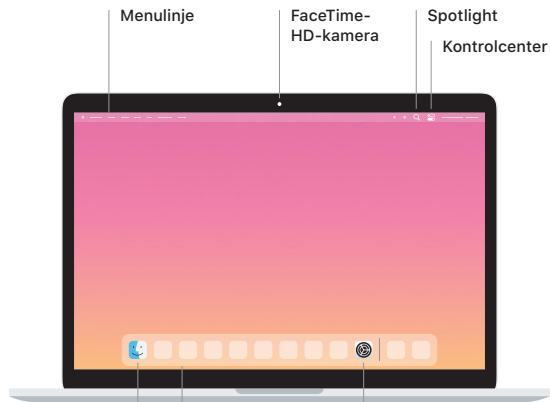 Menulinje
FaceTime-
HD-kamera
Spotlight
Kontrolcenter